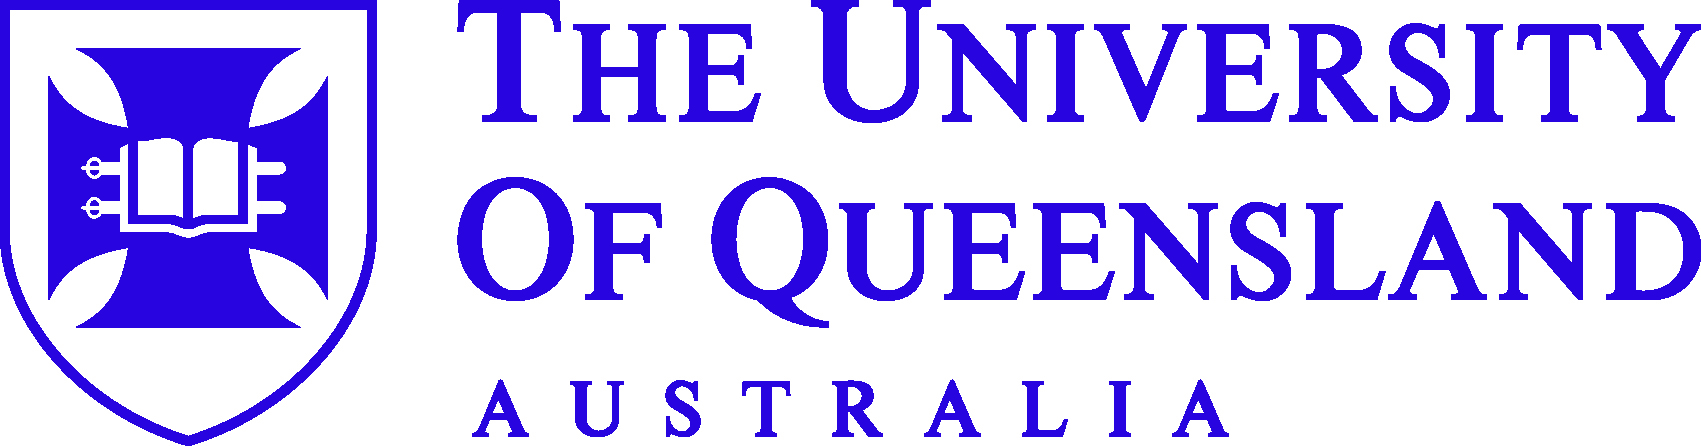 THE UNIVERSITY
OF QUEENSLAND
AUSTRALIA